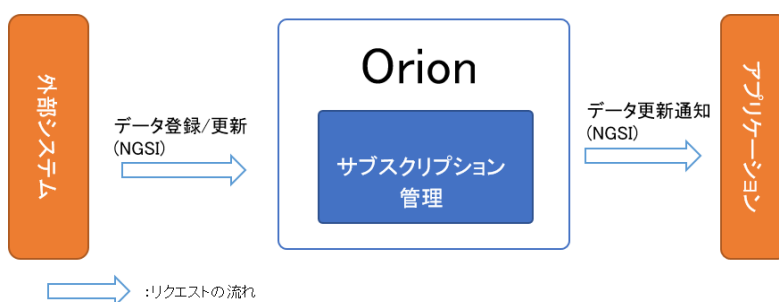 外部システム
データ登録/更新
(NGSI)
Orion
サブスクリプション
管理
データ更新通知
(NGSI)
アプリケーション
:リクエストの流れ